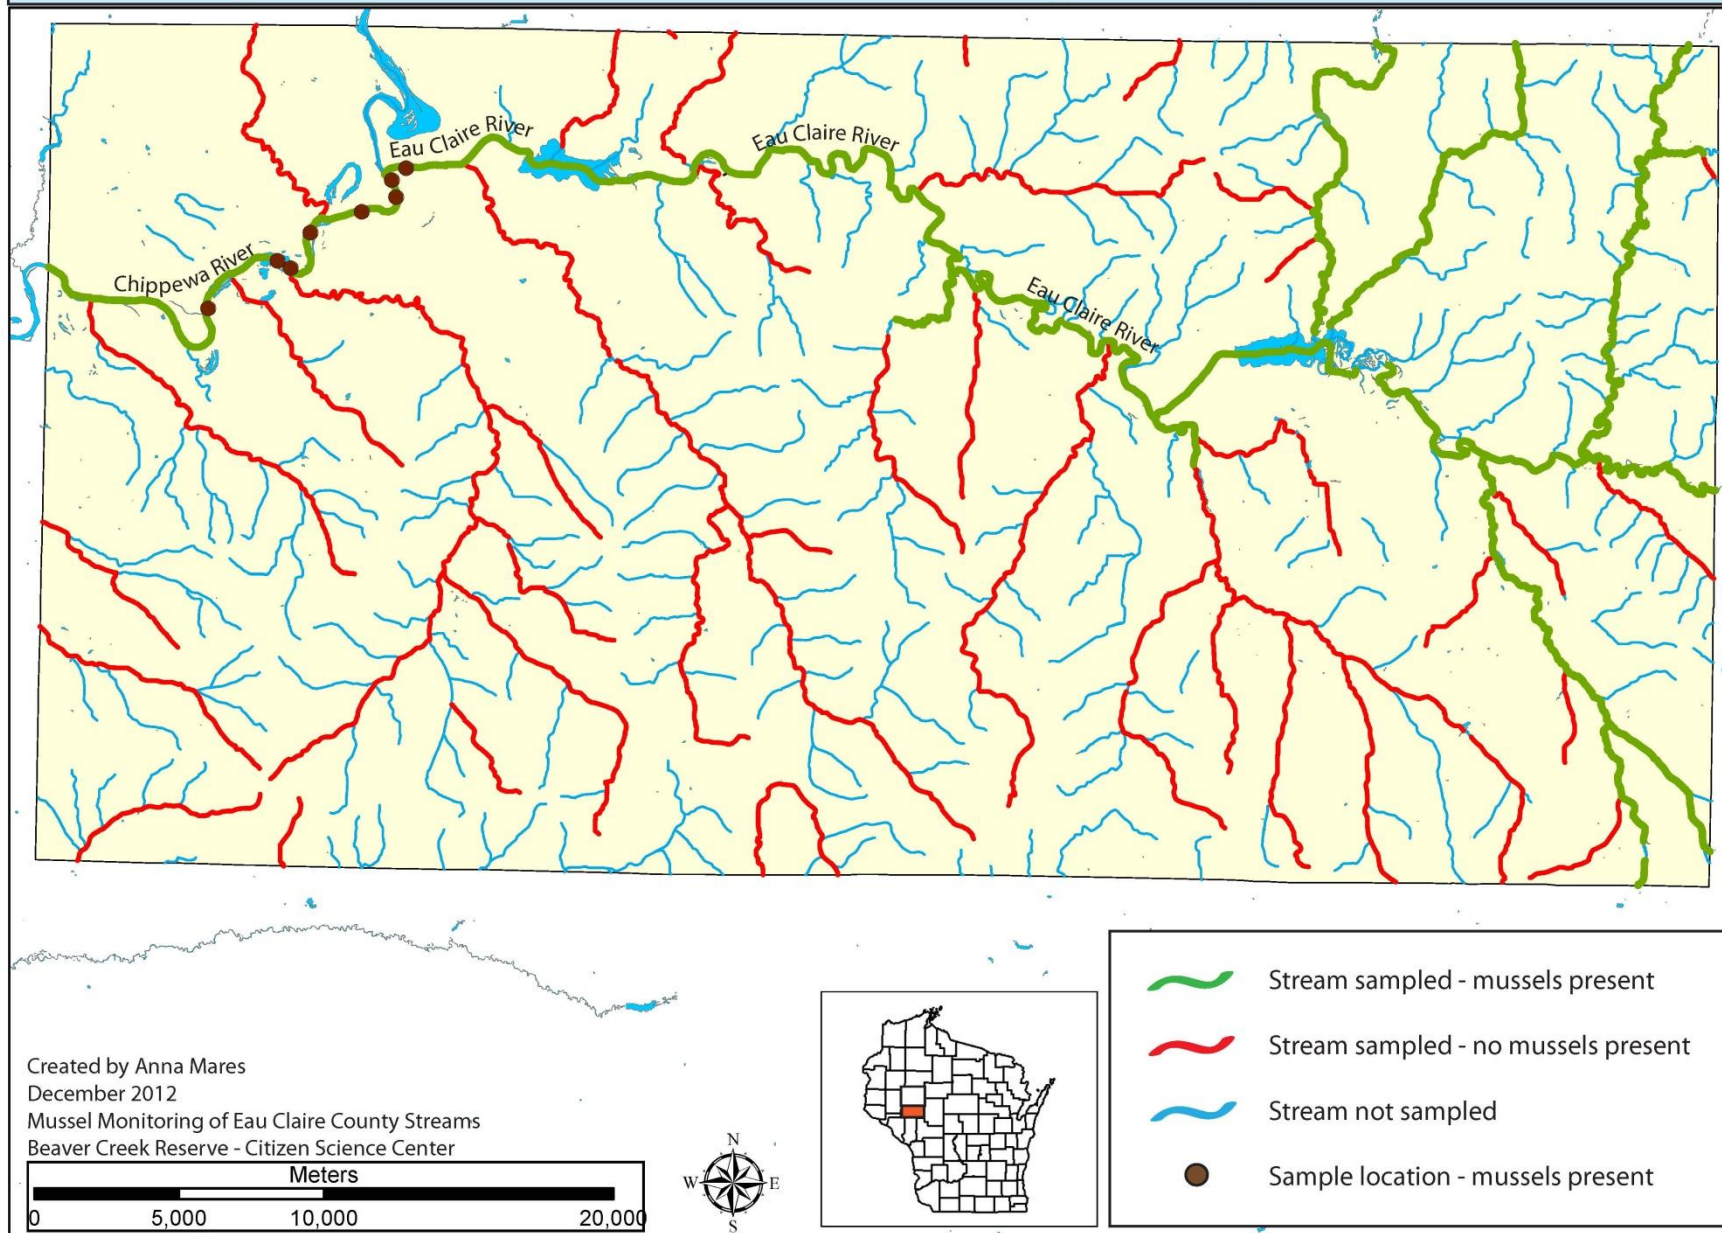 Eau Claire River
Eau Claire River
Chippewa River
Eau Claire River
Stream sampled - mussels present
Stream sampled - no mussels present
Stream not sampled
Sample location - mussels present
Created by Anna Mares
December 2012
Mussel Monitoring of Eau Claire County Streams
Beaver Creek Reserve - Citizen Science Center
Meters
0 5,000 10,000 20,000
N
W E
S